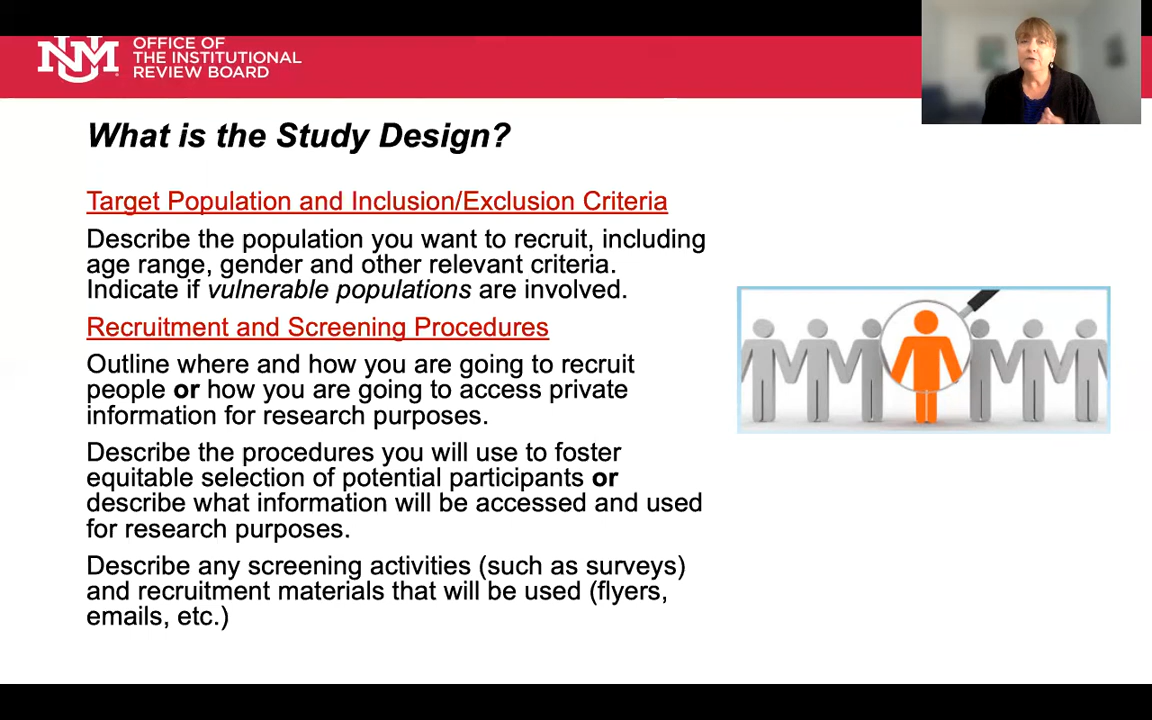 UNM
OFFICE OF
THE INSTITUTIONAL
REVIEW BOARD
What is the Study Design?
Target Population and Inclusion/Exclusion Criteria
Describe the population you want to recruit, including
age range, gender and other relevant criteria.
Indicate if vulnerable populations are involved.
Recruitment and Screening Procedures
Outline where and how you are going to recruit
people or how you are going to access private
information for research purposes.
Describe the procedures you will use to foster
equitable selection of potential participants or
describe what information will be accessed and used
for research purposes.
Describe any screening activities (such as surveys)
and recruitment materials that will be used (flyers,
emails, etc.)